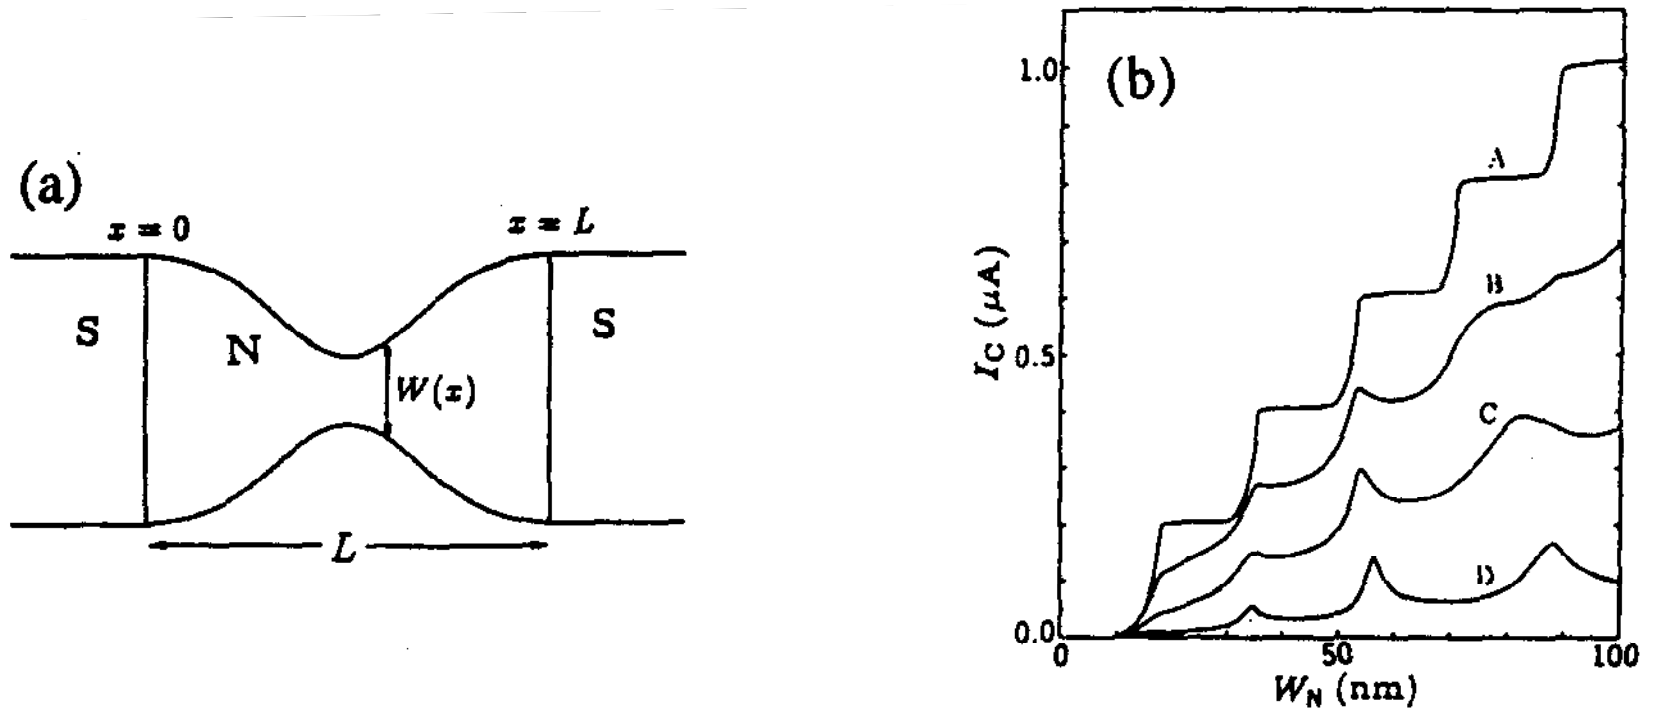 (a)
x = 0
x = L
S
N
S
W(x)
L
(b)
1.0
0.5
0.0
I_C (μA)
A
B
C
D
0
50
100
W_N (nm)